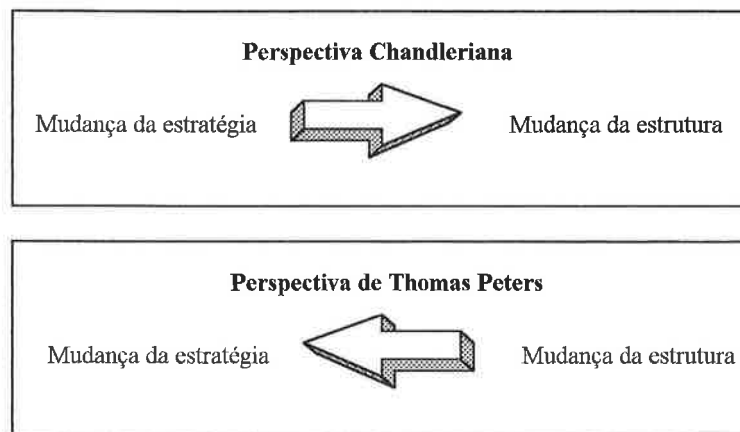 Perspectiva Chandleriana
Mudança da estratégia Mudança da estrutura
Perspectiva de Thomas Peters
Mudança da estratégia Mudança da estrutura